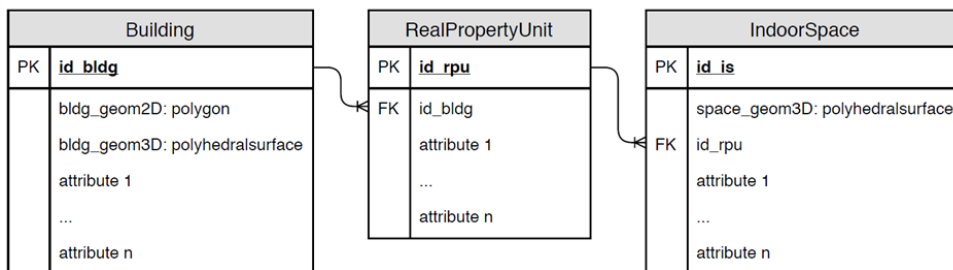 Building
PK id_bldg
bldg_geom2D: polygon
bldg_geom3D: polyhedralsurface
attribute 1
...
attribute n
RealPropertyUnit
PK id_rpu
FK id_bldg
attribute 1
...
attribute n
IndoorSpace
PK id_is
space_geom3D: polyhedralsurface
FK id_rpu
attribute 1
...
attribute n